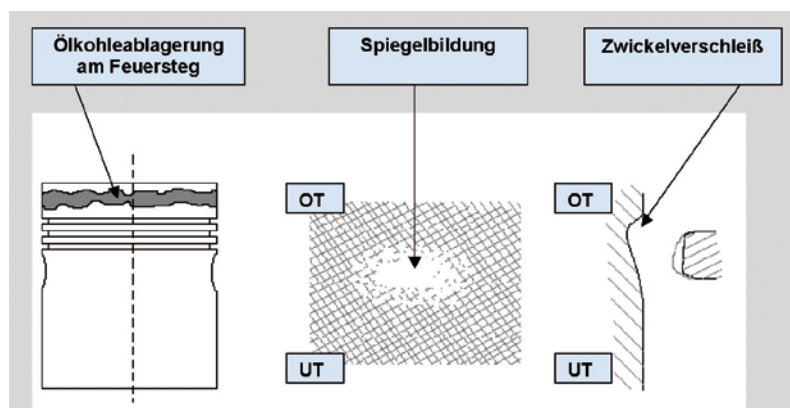 Ölkohleablagerung
am Feuersteg
Spiegelbildung
Zwickelverschleiß
OT
OT
UT
UT